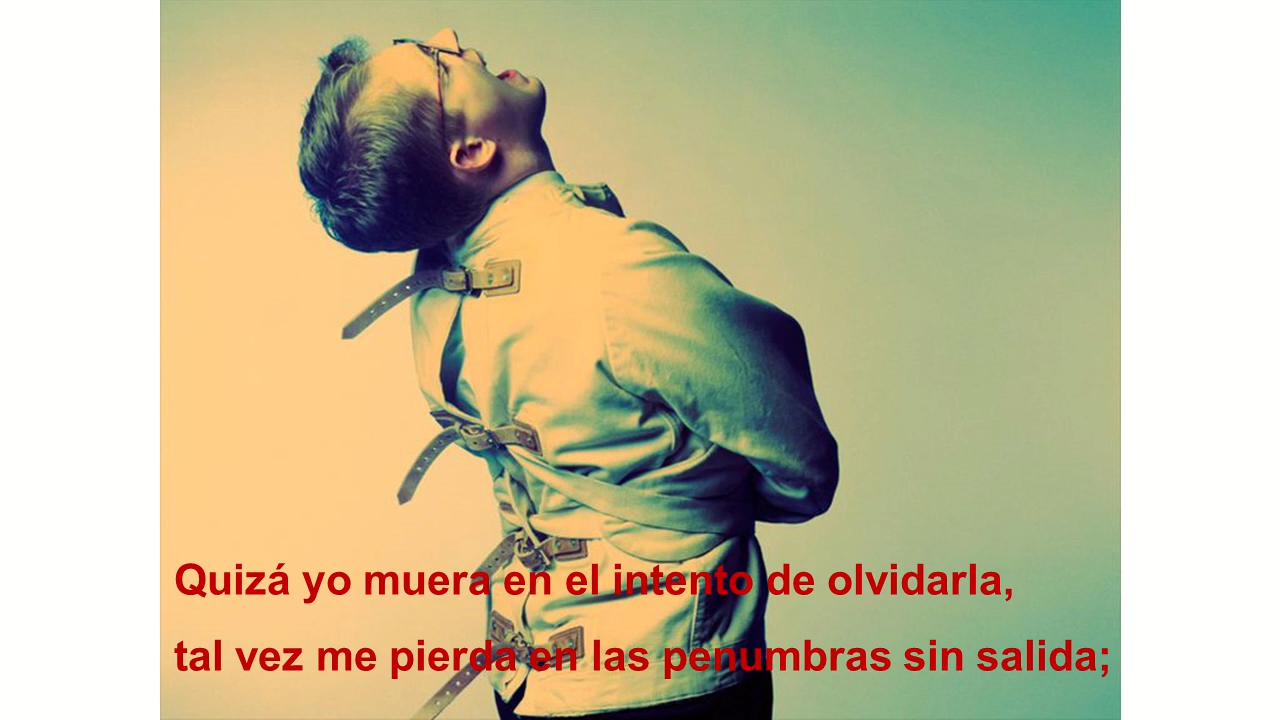 Quizá yo muera en el intento de olvidarla,
tal vez me pierda en las penumbras sin salida;